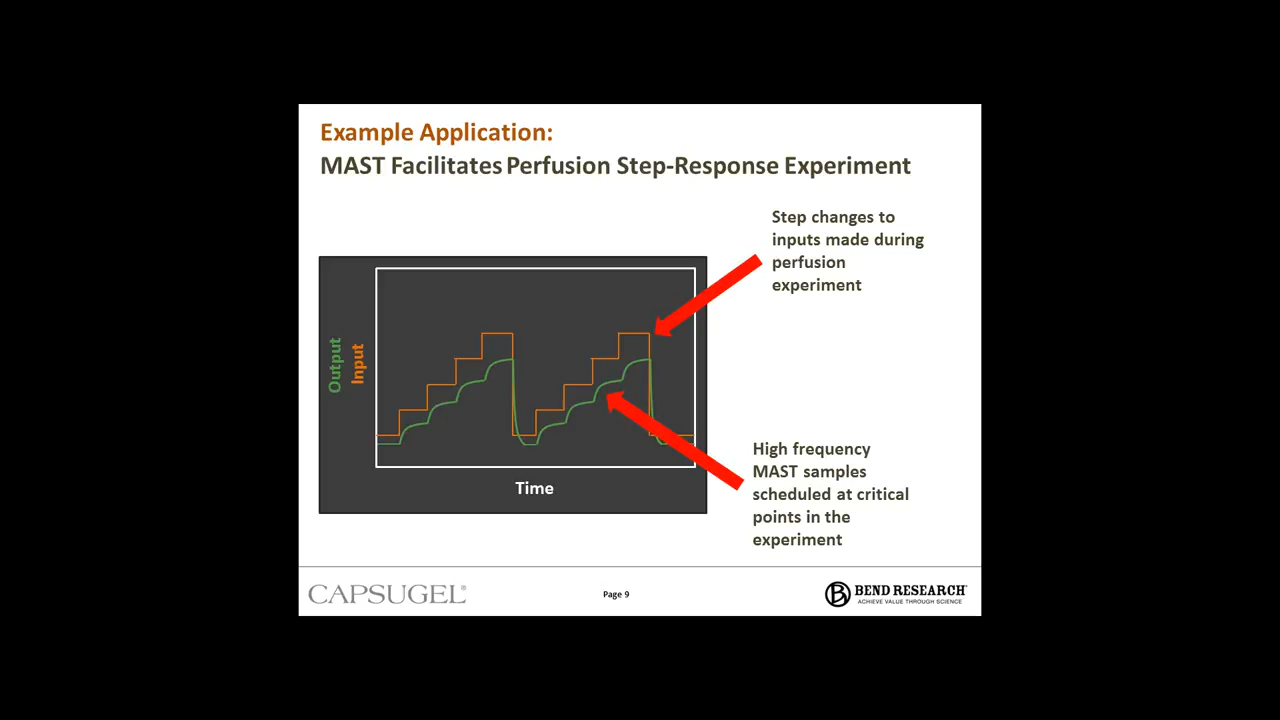 Example Application:
MAST Facilitates Perfusion Step-Response Experiment
Step changes to
inputs made during
perfusion
experiment
Output
Input
Time
High frequency
MAST samples
scheduled at critical
points in the
experiment
CAPSUGEL®
Page 9
BEND RESEARCH
ACHIEVE VALUE THROUGH SCIENCE